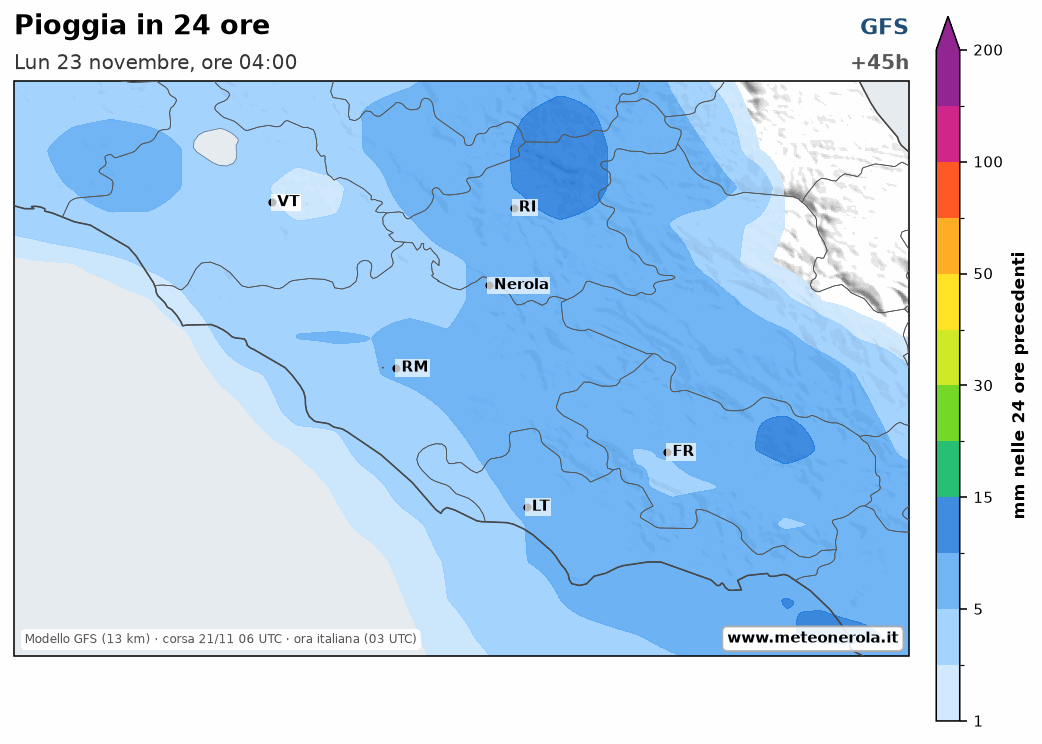 Pioggia in 24 ore
GFS
Lun 23 novembre, ore 04:00
+45h
200
100
50
30
15
5
1
mm nelle 24 ore precedenti
VT
RI
Nerola
RM
FR
LT
Modello GFS (13 km) · corsa 21/11 06 UTC · ora italiana (03 UTC)
www.meteonerola.it